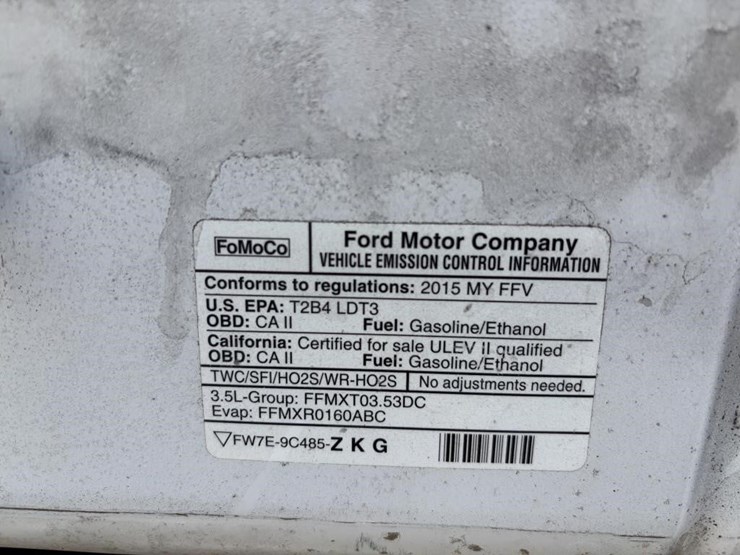 FoMoCo
Ford Motor Company
VEHICLE EMISSION CONTROL INFORMATION
Conforms to regulations: 2015 MY FFV
U.S. EPA: T2B4 LDT3
OBD: CA II Fuel: Gasoline/Ethanol
California: Certified for sale ULEV II qualified
OBD: CA II Fuel: Gasoline/Ethanol
TWC/SFI/HO2S/WR-HO2S No adjustments needed.
3.5L-Group: FFMXT03.53DC
Evap: FFMXR0160ABC
FW7E-9C485-Z K G